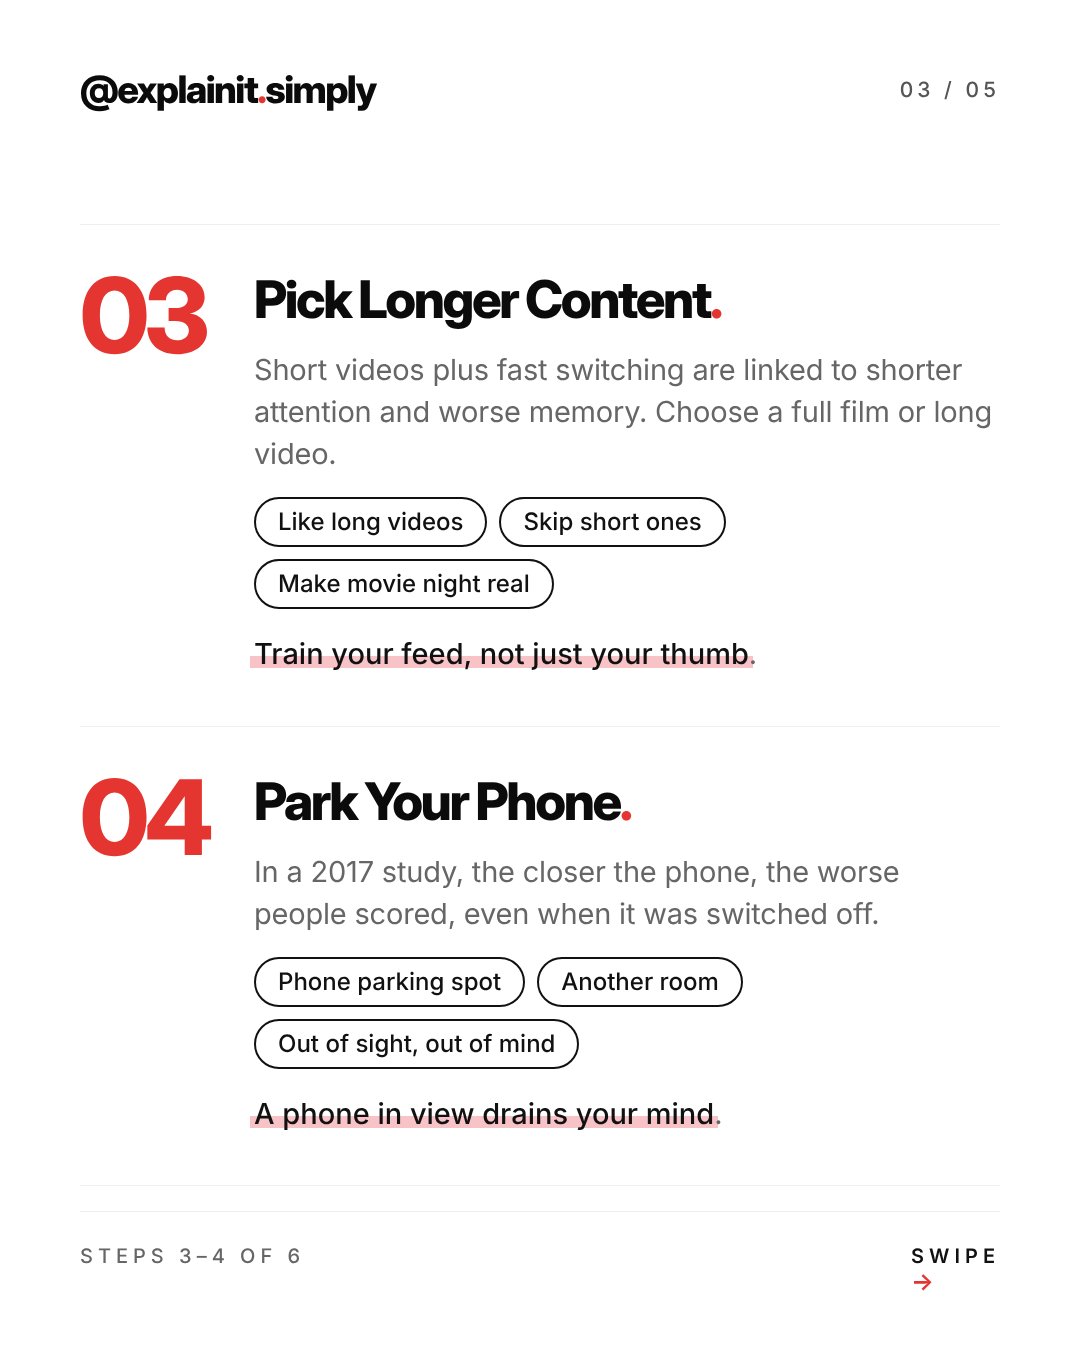 @explainit.simply
03 / 05
03
Pick Longer Content.
Short videos plus fast switching are linked to shorter
attention and worse memory. Choose a full film or long
video.
Like long videos
Skip short ones
Make movie night real
Train your feed, not just your thumb.
04
Park Your Phone.
In a 2017 study, the closer the phone, the worse
people scored, even when it was switched off.
Phone parking spot
Another room
Out of sight, out of mind
A phone in view drains your mind.
STEPS 3–4 OF 6
SWIPE
→